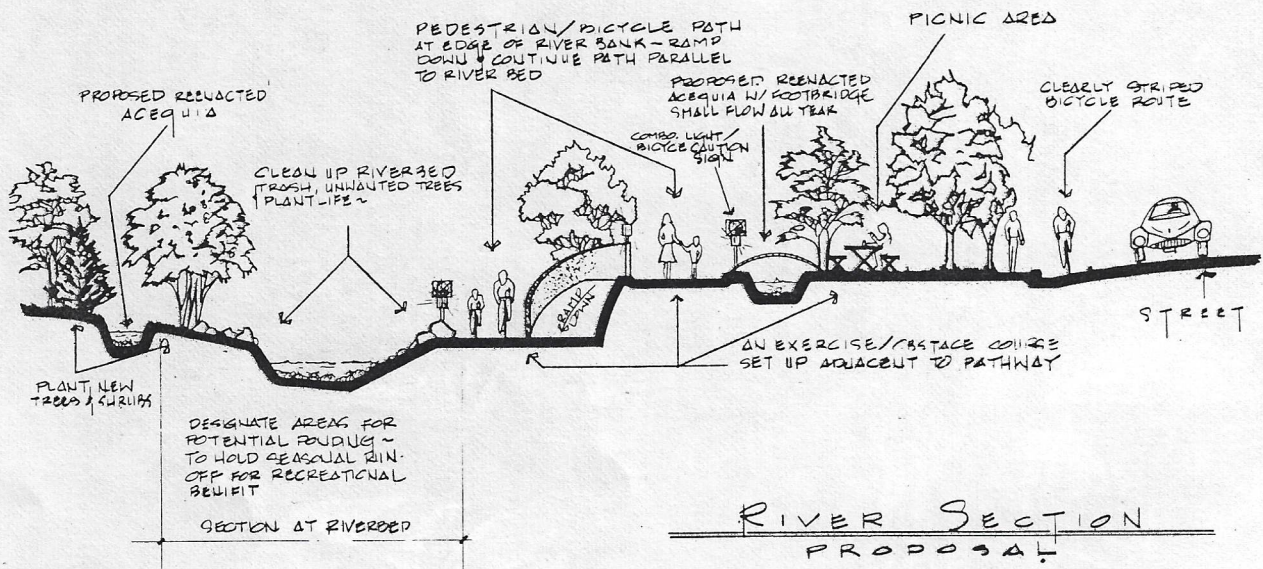 PEDESTRIAN/BICYCLE PATH
AT EDGE OF RIVER BANK - RAMP
DOWN & CONTINUE PATH PARALLEL
TO RIVER BED
PICNIC AREA
PROPOSED REENACTED
ACEQUIA
PROPOSED REENACTED
ACEQUIA W/ FOOTBRIDGE
SMALL FLOW ALL YEAR
CLEARLY STRIPED
BICYCLE ROUTE
COMBO. LIGHT/
BICYCE CAUTION
SIGN
CLEAN UP RIVERBED
TRASH, UNWANTED TREES
PLANT-LIFE ~
RAMP
DOWN
STREET
AN EXERCISE/OBSTACE COURSE
SET UP ADJACENT TO PATHWAY
PLANT NEW
TREES & SHRUBS
DESIGNATE AREAS FOR
POTENTIAL PONDING ~
TO HOLD SEASONAL RUN-
OFF FOR RECREATIONAL
BENIFIT
SECTION AT RIVERBED
RIVER SECTION
PROPOSAL